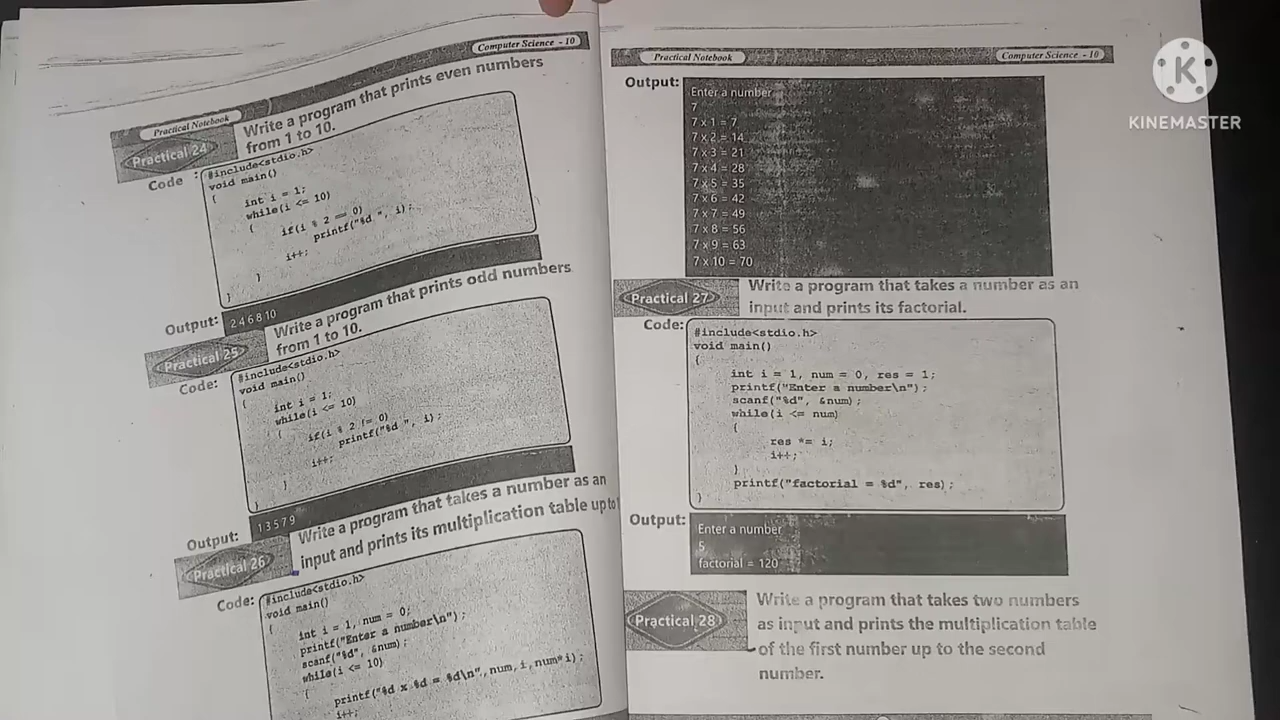 Computer Science - 10
Practical Notebook
Practical 24
Write a program that prints even numbers
from 1 to 10.
Code :
#include<stdio.h>
void main()
{
int i = 1;
while(i <= 10)
{
if(i % 2 == 0)
printf("%d ", i);
i++;
}
}
Output:
2 4 6 8 10
Practical 25
Write a program that prints odd numbers
from 1 to 10.
Code:
#include<stdio.h>
void main()
{
int i = 1;
while(i <= 10)
{
if(i % 2 != 0)
printf("%d ", i);
i++;
}
}
Output:
1 3 5 7 9
Practical 26
Write a program that takes a number as an
input and prints its multiplication table up to
Code:
#include<stdio.h>
void main()
{
int i = 1, num = 0;
printf("Enter a number\n");
scanf("%d", &num);
while(i <= 10)
{
printf("%d x %d = %d\n", num, i, num*i);
i++;
Practical Notebook
Computer Science - 10
Output:
Enter a number
7
7 x 1 = 7
7 x 2 = 14
7 x 3 = 21
7 x 4 = 28
7 x 5 = 35
7 x 6 = 42
7 x 7 = 49
7 x 8 = 56
7 x 9 = 63
7 x 10 = 70
Practical 27
Write a program that takes a number as an
input and prints its factorial.
Code:
#include<stdio.h>
void main()
{
int i = 1, num = 0, res = 1;
printf("Enter a number\n");
scanf("%d", &num);
while(i <= num)
{
res *= i;
i++;
}
printf("factorial = %d", res);
}
Output:
Enter a number
5
factorial = 120
Practical 28
Write a program that takes two numbers
as input and prints the multiplication table
of the first number up to the second
number.
K
KINEMASTER